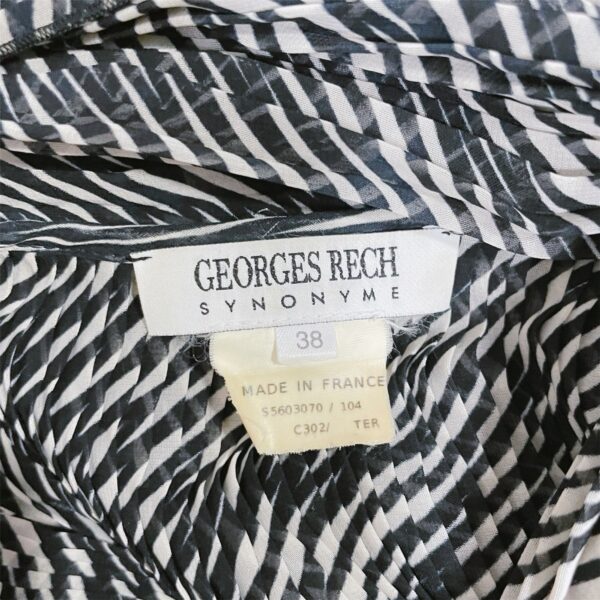 GEORGES RECH
SYNONYME
38
MADE IN FRANCE
S5603070 / 104
C302/ TER